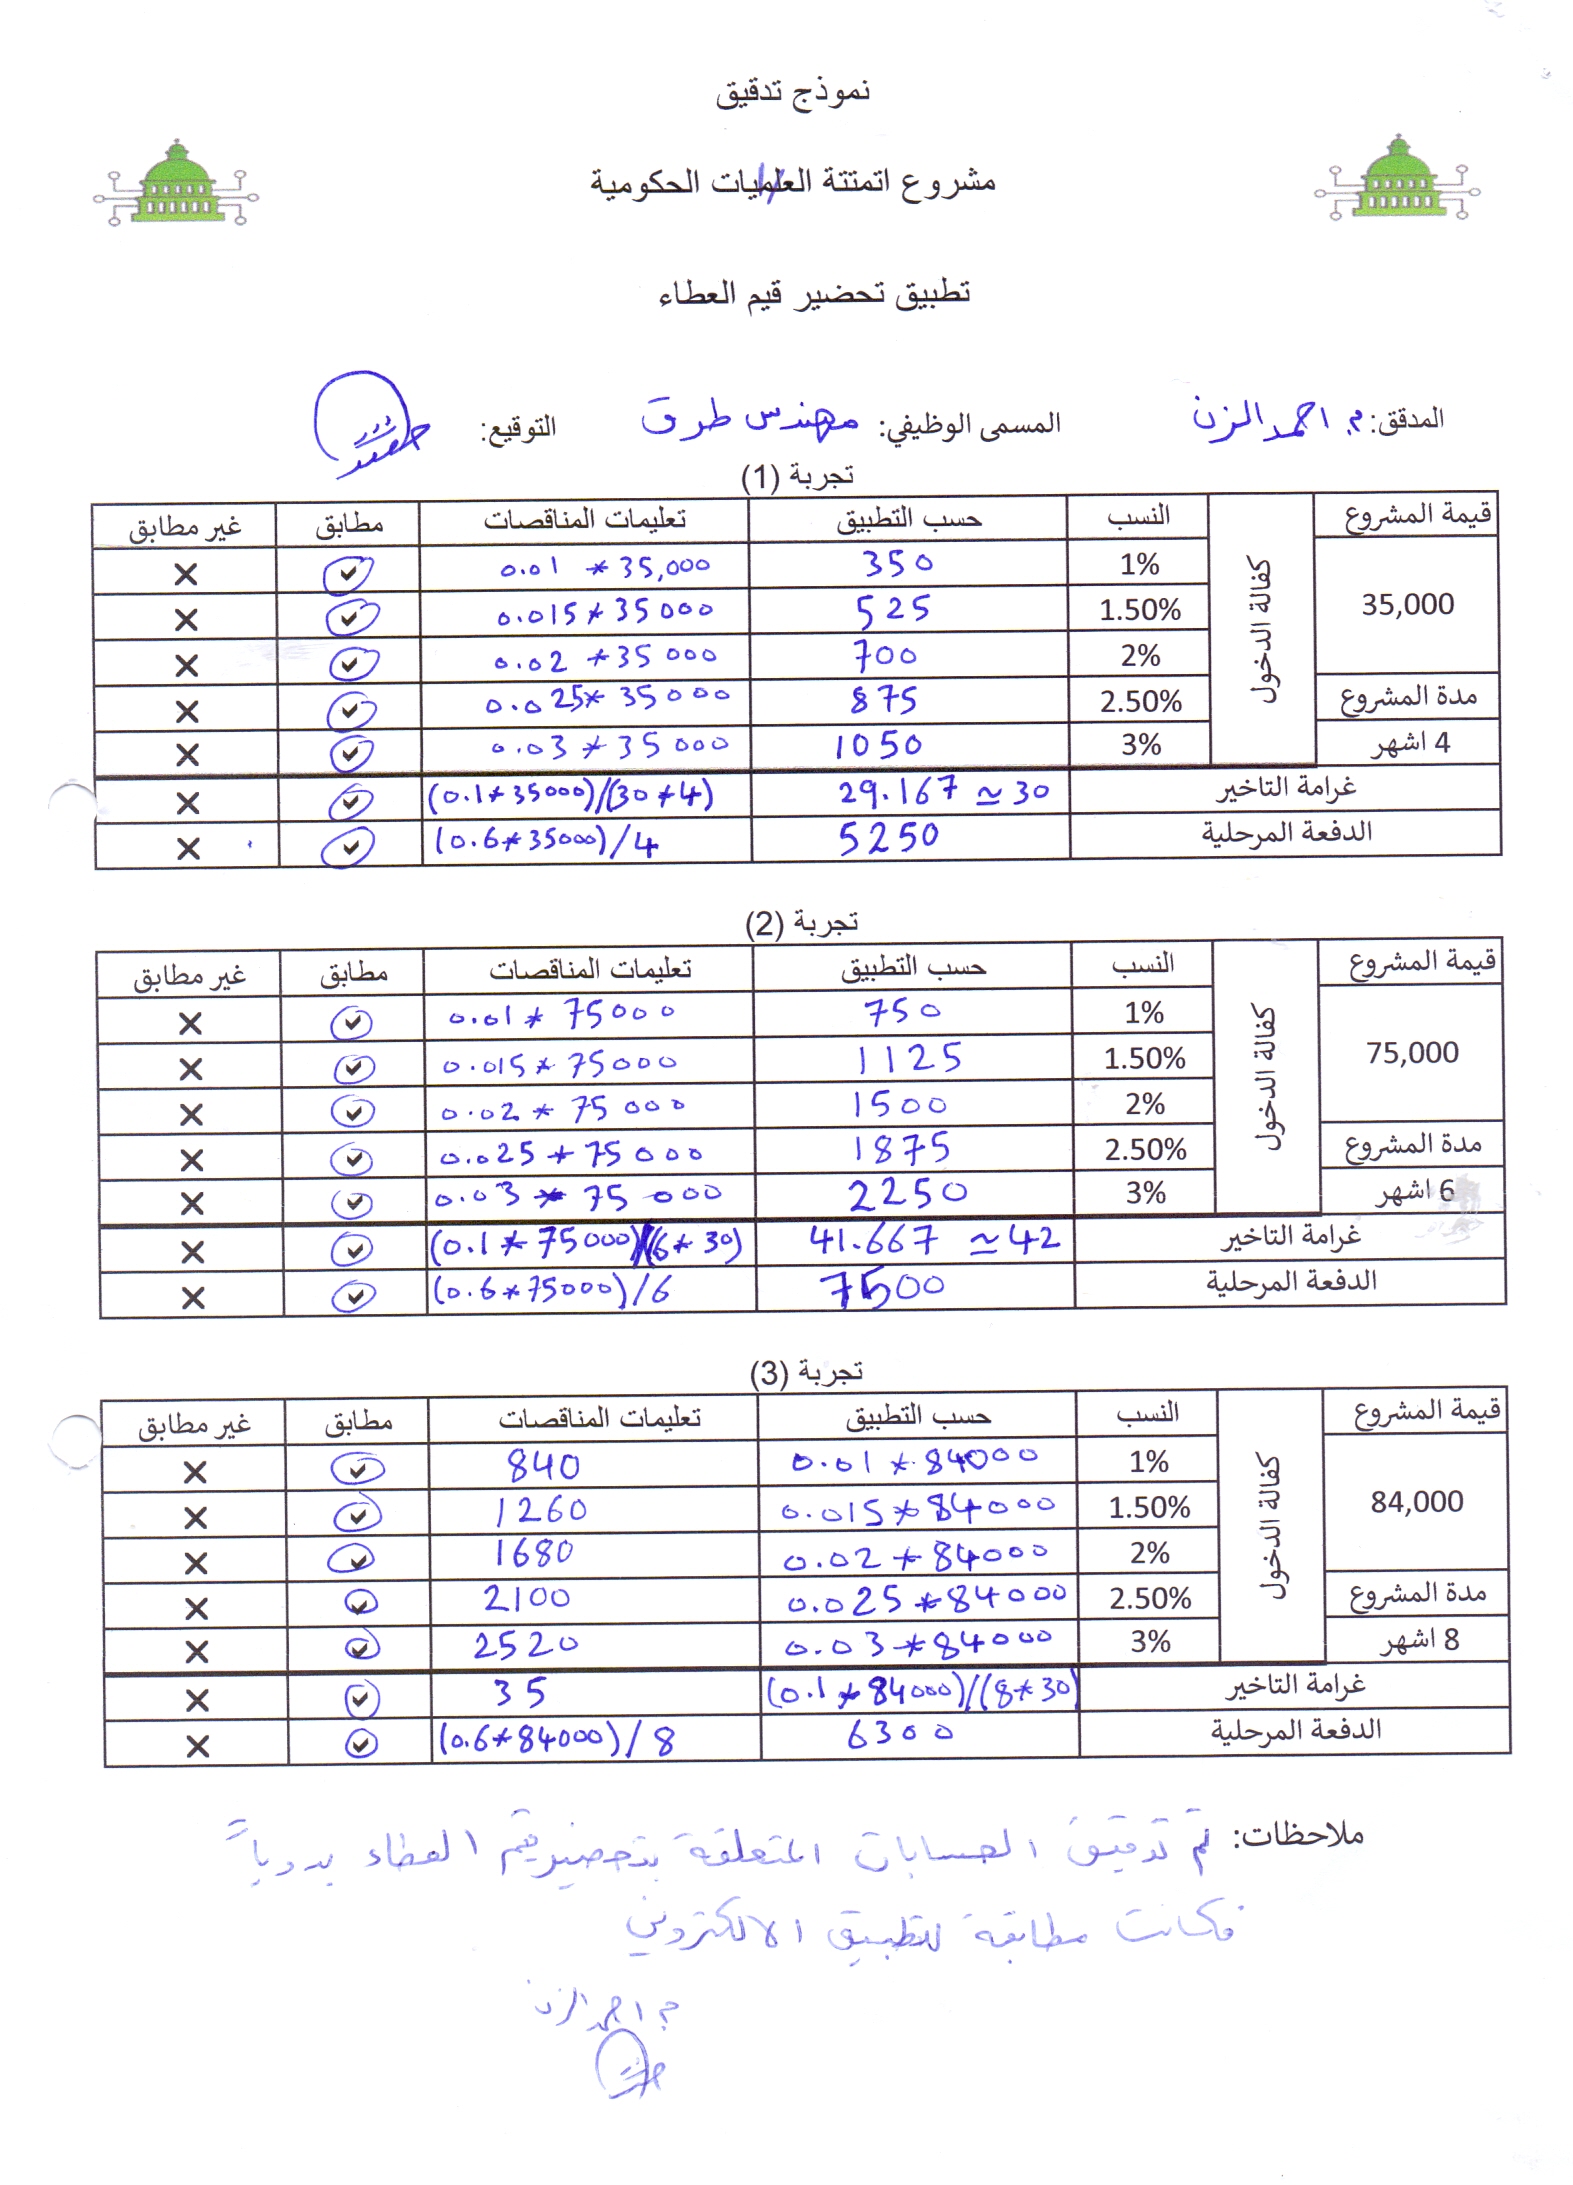 نموذج تدقيق
مشروع اتمتتة العلميات الحكومية
تطبيق تحضير قيم العطاء
المدقق: م. احمد الزن المسمى الوظيفي: مهندس طرق التوقيع:
تجربة (1)
قيمة المشروع كفالة الدخول النسب حسب التطبيق تعليمات المناقصات مطابق غير مطابق
35,000 1% 350 0.01 * 35,000 ✓ ×
1.50% 525 0.015 * 35000 ✓ ×
2% 700 0.02 * 35000 ✓ ×
مدة المشروع 2.50% 875 0.025 * 35000 ✓ ×
4 اشهر 3% 1050 0.03 * 35000 ✓ ×
غرامة التاخير 29.167 ≃ 30 (0.1 * 35000)/(30 * 4) ✓ ×
الدفعة المرحلية 5250 (0.6 * 35000)/4 ✓ ×
تجربة (2)
قيمة المشروع كفالة الدخول النسب حسب التطبيق تعليمات المناقصات مطابق غير مطابق
75,000 1% 750 0.01 * 75000 ✓ ×
1.50% 1125 0.015 * 75000 ✓ ×
2% 1500 0.02 * 75000 ✓ ×
مدة المشروع 2.50% 1875 0.025 * 75000 ✓ ×
6 اشهر 3% 2250 0.03 * 75000 ✓ ×
غرامة التاخير 41.667 ≃ 42 (0.1 * 75000)/(6 * 30) ✓ ×
الدفعة المرحلية 7500 (0.6 * 75000)/6 ✓ ×
تجربة (3)
قيمة المشروع كفالة الدخول النسب حسب التطبيق تعليمات المناقصات مطابق غير مطابق
84,000 1% 0.01 * 84000 840 ✓ ×
1.50% 0.015 * 84000 1260 ✓ ×
2% 0.02 * 84000 1680 ✓ ×
مدة المشروع 2.50% 0.025 * 84000 2100 ✓ ×
8 اشهر 3% 0.03 * 84000 2520 ✓ ×
غرامة التاخير (0.1 * 84000)/(8 * 30) 35 ✓ ×
الدفعة المرحلية 6300 (0.6 * 84000)/8 ✓ ×
ملاحظات: تم تدقيق الحسابات المتعلقة بتحضير قيم العطاء يدوياً
فكانت مطابقة للتطبيق الالكتروني
م. احمد الزن